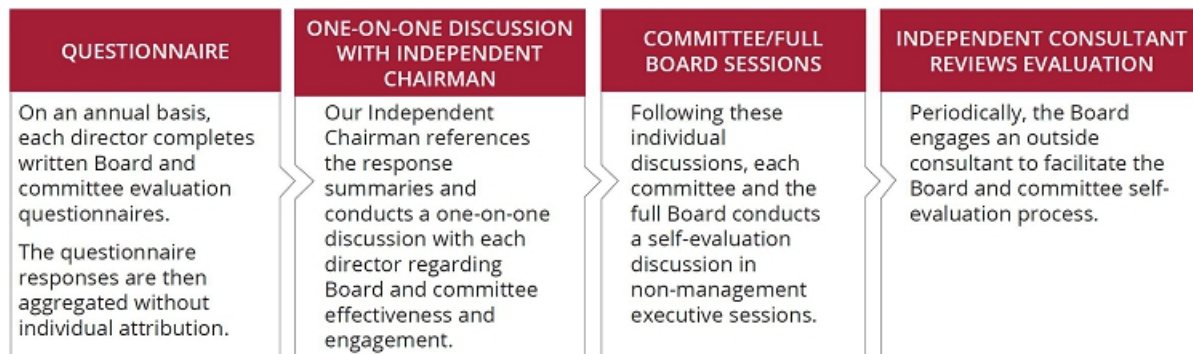 QUESTIONNAIRE
On an annual basis,
each director completes
written Board and
committee evaluation
questionnaires.
The questionnaire
responses are then
aggregated without
individual attribution.
ONE-ON-ONE DISCUSSION
WITH INDEPENDENT
CHAIRMAN
Our Independent
Chairman references
the response
summaries and
conducts a one-on-one
discussion with each
director regarding
Board and committee
effectiveness and
engagement.
COMMITTEE/FULL
BOARD SESSIONS
Following these
individual
discussions, each
committee and the
full Board conducts
a self-evaluation
discussion in
non-management
executive sessions.
INDEPENDENT CONSULTANT
REVIEWS EVALUATION
Periodically, the Board
engages an outside
consultant to facilitate the
Board and committee self-
evaluation process.